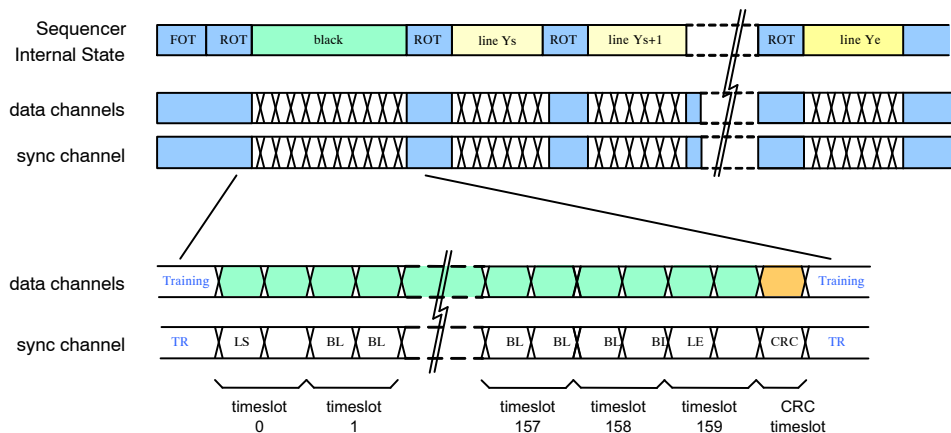 Sequencer
Internal State
FOT ROT black ROT line Ys ROT line Ys+1 ROT line Ye
data channels
sync channel
data channels
Training Training
sync channel
TR LS BL BL BL BL BL BL LE CRC TR
timeslot
0
timeslot
1
timeslot
157
timeslot
158
timeslot
159
CRC
timeslot